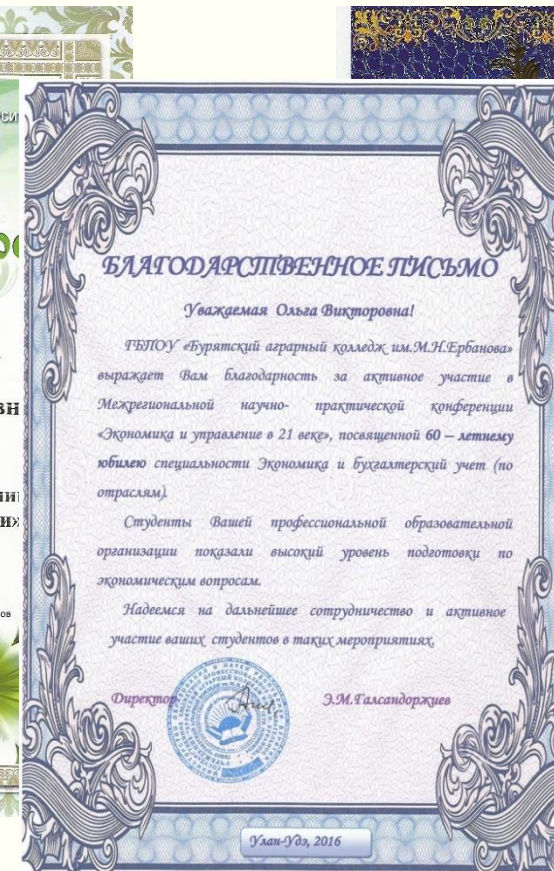 БЛАГОДАРСТВЕННОЕ ПИСЬМО
Уважаемая Ольга Викторовна!
ГБПОУ «Бурятский аграрный колледж им.М.Н.Ербанова»
выражает Вам благодарность за активное участие в
Межрегиональной научно- практической конференции
«Экономика и управление в 21 веке», посвященной 60 – летнему
юбилею специальности Экономика и бухгалтерский учет (по
отраслям).
Студенты Вашей профессиональной образовательной
организации показали высокий уровень подготовки по
экономическим вопросам.
Надеемся на дальнейшее сотрудничество и активное
участие ваших студентов в таких мероприятиях.
Директор Э.М.Галсандоржиев
Улан-Удэ, 2016